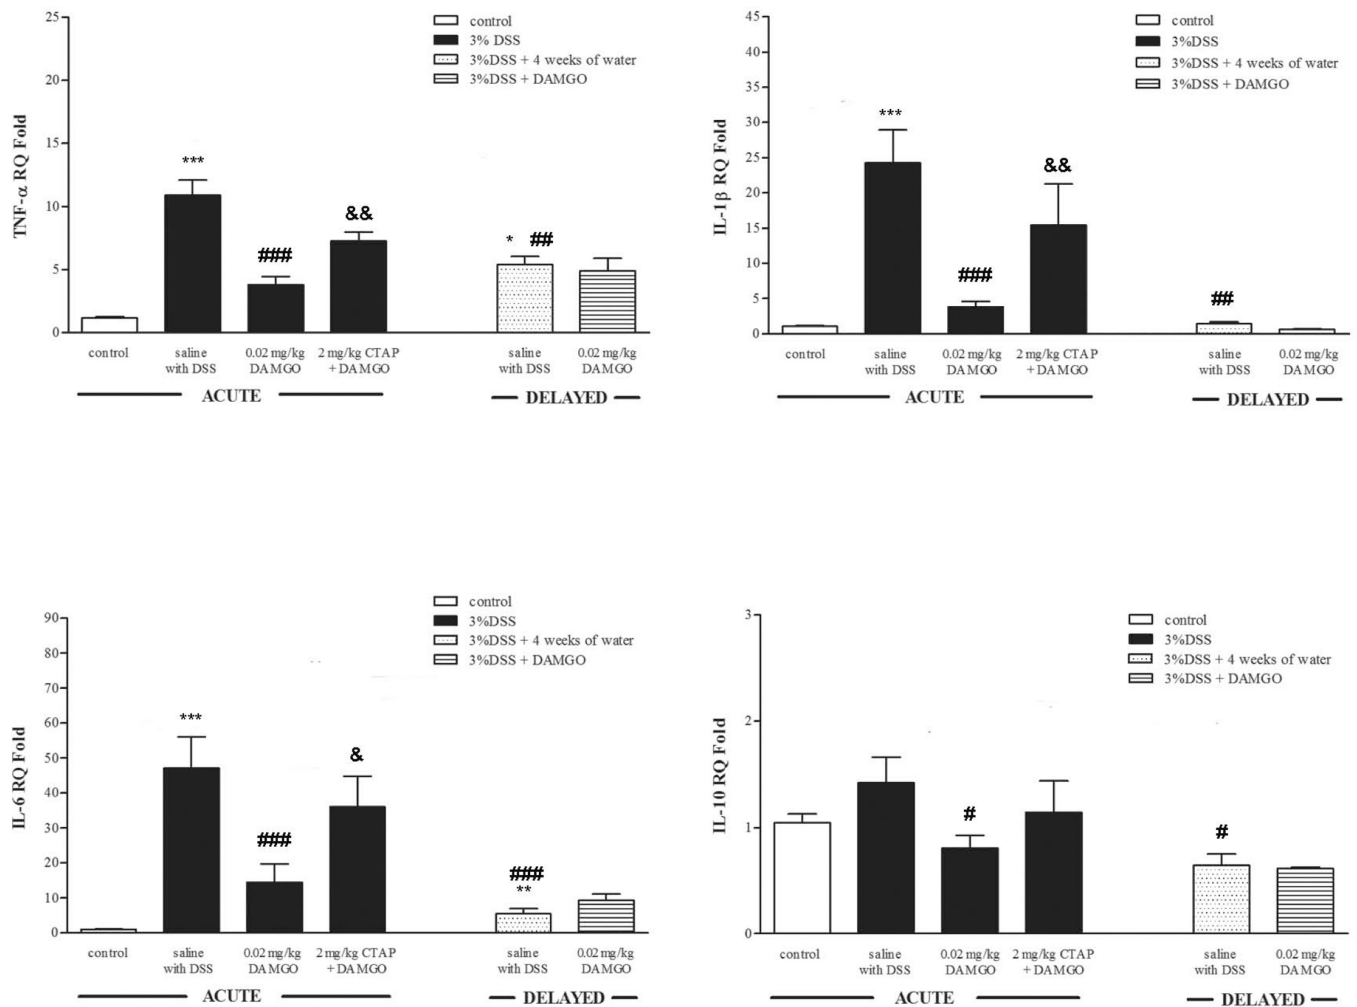 25
20
15
10
5
0
TNF-α RQ Fold
control
3% DSS
3%DSS + 4 weeks of water
3%DSS + DAMGO
***
###
&&
* ##
control
saline
with DSS
0.02 mg/kg
DAMGO
2 mg/kg CTAP
+ DAMGO
saline
with DSS
0.02 mg/kg
DAMGO
ACUTE
DELAYED
45
40
35
30
25
20
15
10
5
0
IL-1β RQ Fold
control
3%DSS
3%DSS + 4 weeks of water
3%DSS + DAMGO
***
###
&&
##
control
saline
with DSS
0.02 mg/kg
DAMGO
2 mg/kg CTAP
+ DAMGO
saline
with DSS
0.02 mg/kg
DAMGO
ACUTE
DELAYED
90
80
70
60
50
40
30
20
10
0
IL-6 RQ Fold
control
3%DSS
3%DSS + 4 weeks of water
3%DSS + DAMGO
***
###
&
###
**
control
saline
with DSS
0.02 mg/kg
DAMGO
2 mg/kg CTAP
+ DAMGO
saline
with DSS
0.02 mg/kg
DAMGO
ACUTE
DELAYED
3
2
1
0
IL-10 RQ Fold
control
3%DSS
3%DSS + 4 weeks of water
3%DSS + DAMGO
#
#
control
saline
with DSS
0.02 mg/kg
DAMGO
2 mg/kg CTAP
+ DAMGO
saline
with DSS
0.02 mg/kg
DAMGO
ACUTE
DELAYED